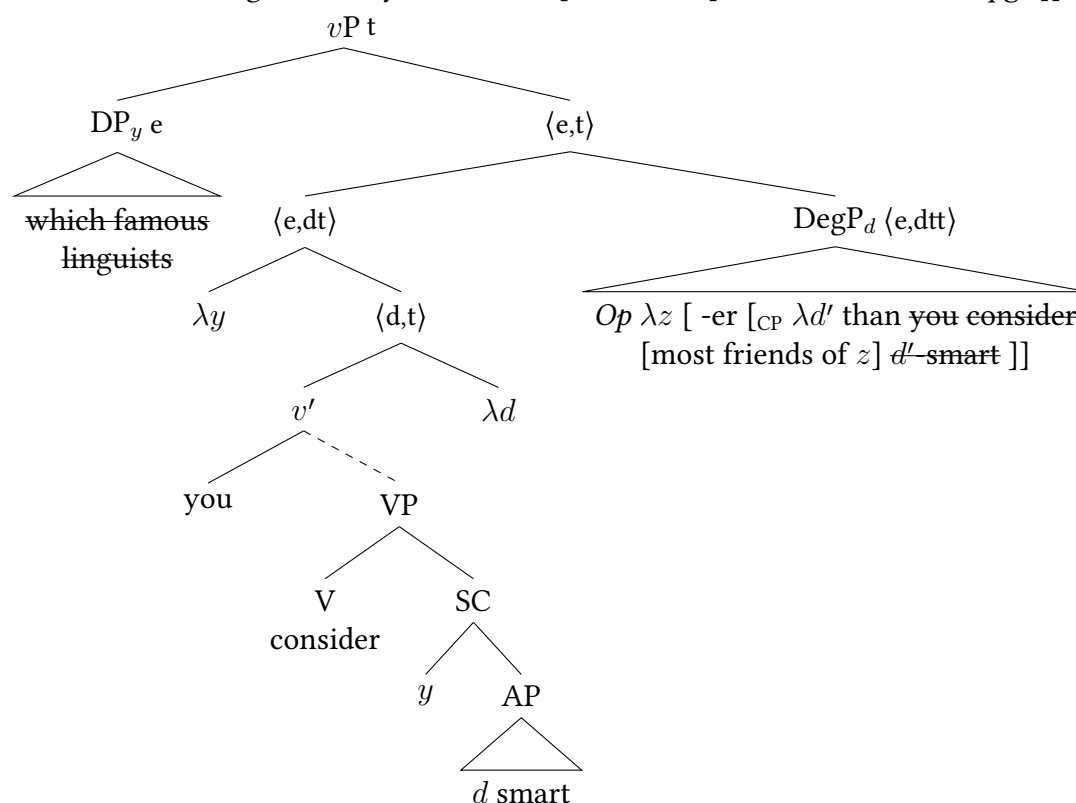 vP t
DP_y e ⟨e,t⟩
which famous linguists ⟨e,dt⟩ DegP_d ⟨e,dtt⟩
λy ⟨d,t⟩ Op λz [ -er [CP λd′ than you consider
[most friends of z] d′-smart ]]
v′ λd
you VP
V SC
consider
y AP
d smart